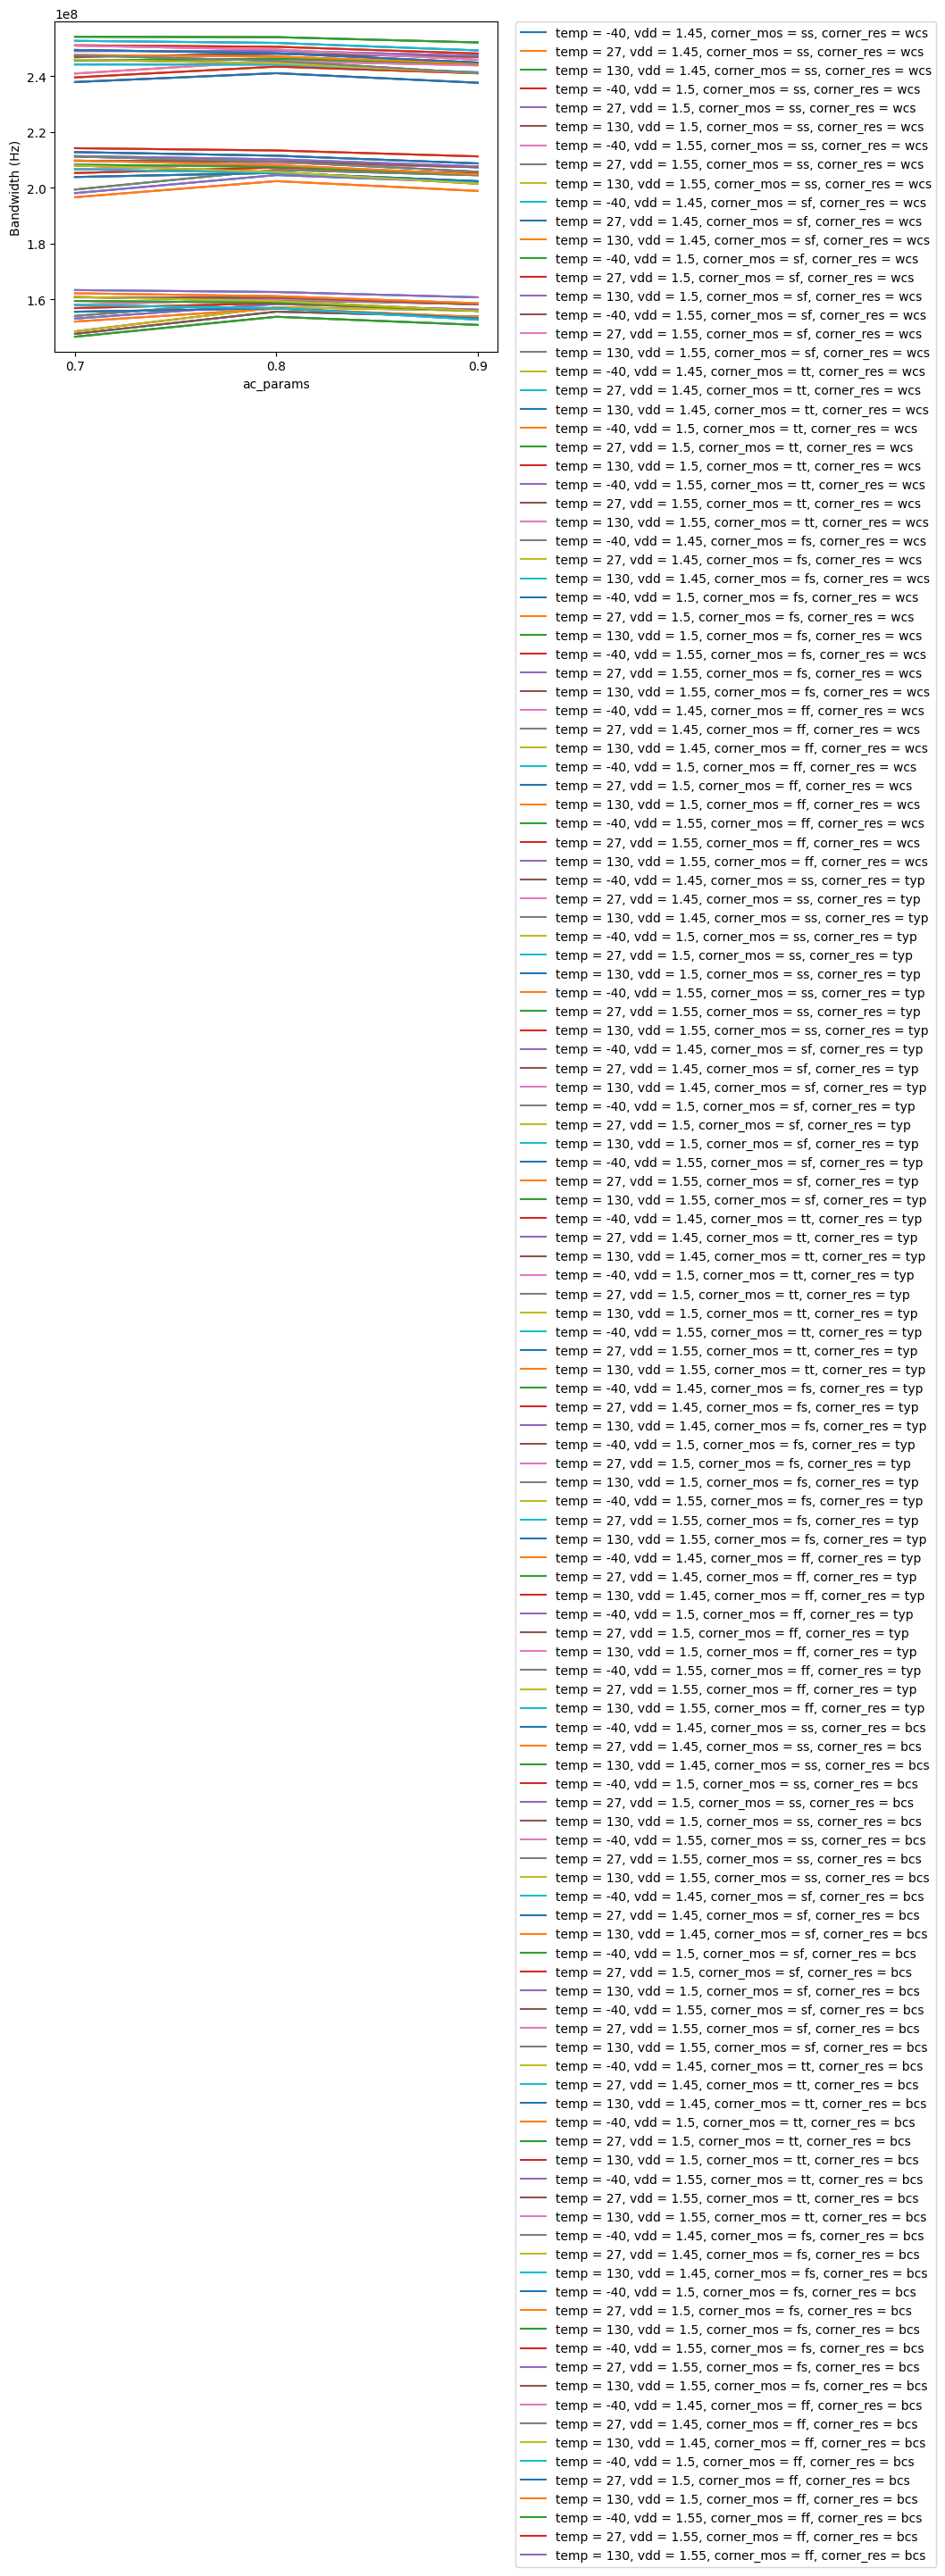 1e8
2.4
2.2
2.0
1.8
1.6
Bandwidth (Hz)
0.7
0.8
0.9
ac_params
temp = -40, vdd = 1.45, corner_mos = ss, corner_res = wcs
temp = 27, vdd = 1.45, corner_mos = ss, corner_res = wcs
temp = 130, vdd = 1.45, corner_mos = ss, corner_res = wcs
temp = -40, vdd = 1.5, corner_mos = ss, corner_res = wcs
temp = 27, vdd = 1.5, corner_mos = ss, corner_res = wcs
temp = 130, vdd = 1.5, corner_mos = ss, corner_res = wcs
temp = -40, vdd = 1.55, corner_mos = ss, corner_res = wcs
temp = 27, vdd = 1.55, corner_mos = ss, corner_res = wcs
temp = 130, vdd = 1.55, corner_mos = ss, corner_res = wcs
temp = -40, vdd = 1.45, corner_mos = sf, corner_res = wcs
temp = 27, vdd = 1.45, corner_mos = sf, corner_res = wcs
temp = 130, vdd = 1.45, corner_mos = sf, corner_res = wcs
temp = -40, vdd = 1.5, corner_mos = sf, corner_res = wcs
temp = 27, vdd = 1.5, corner_mos = sf, corner_res = wcs
temp = 130, vdd = 1.5, corner_mos = sf, corner_res = wcs
temp = -40, vdd = 1.55, corner_mos = sf, corner_res = wcs
temp = 27, vdd = 1.55, corner_mos = sf, corner_res = wcs
temp = 130, vdd = 1.55, corner_mos = sf, corner_res = wcs
temp = -40, vdd = 1.45, corner_mos = tt, corner_res = wcs
temp = 27, vdd = 1.45, corner_mos = tt, corner_res = wcs
temp = 130, vdd = 1.45, corner_mos = tt, corner_res = wcs
temp = -40, vdd = 1.5, corner_mos = tt, corner_res = wcs
temp = 27, vdd = 1.5, corner_mos = tt, corner_res = wcs
temp = 130, vdd = 1.5, corner_mos = tt, corner_res = wcs
temp = -40, vdd = 1.55, corner_mos = tt, corner_res = wcs
temp = 27, vdd = 1.55, corner_mos = tt, corner_res = wcs
temp = 130, vdd = 1.55, corner_mos = tt, corner_res = wcs
temp = -40, vdd = 1.45, corner_mos = fs, corner_res = wcs
temp = 27, vdd = 1.45, corner_mos = fs, corner_res = wcs
temp = 130, vdd = 1.45, corner_mos = fs, corner_res = wcs
temp = -40, vdd = 1.5, corner_mos = fs, corner_res = wcs
temp = 27, vdd = 1.5, corner_mos = fs, corner_res = wcs
temp = 130, vdd = 1.5, corner_mos = fs, corner_res = wcs
temp = -40, vdd = 1.55, corner_mos = fs, corner_res = wcs
temp = 27, vdd = 1.55, corner_mos = fs, corner_res = wcs
temp = 130, vdd = 1.55, corner_mos = fs, corner_res = wcs
temp = -40, vdd = 1.45, corner_mos = ff, corner_res = wcs
temp = 27, vdd = 1.45, corner_mos = ff, corner_res = wcs
temp = 130, vdd = 1.45, corner_mos = ff, corner_res = wcs
temp = -40, vdd = 1.5, corner_mos = ff, corner_res = wcs
temp = 27, vdd = 1.5, corner_mos = ff, corner_res = wcs
temp = 130, vdd = 1.5, corner_mos = ff, corner_res = wcs
temp = -40, vdd = 1.55, corner_mos = ff, corner_res = wcs
temp = 27, vdd = 1.55, corner_mos = ff, corner_res = wcs
temp = 130, vdd = 1.55, corner_mos = ff, corner_res = wcs
temp = -40, vdd = 1.45, corner_mos = ss, corner_res = typ
temp = 27, vdd = 1.45, corner_mos = ss, corner_res = typ
temp = 130, vdd = 1.45, corner_mos = ss, corner_res = typ
temp = -40, vdd = 1.5, corner_mos = ss, corner_res = typ
temp = 27, vdd = 1.5, corner_mos = ss, corner_res = typ
temp = 130, vdd = 1.5, corner_mos = ss, corner_res = typ
temp = -40, vdd = 1.55, corner_mos = ss, corner_res = typ
temp = 27, vdd = 1.55, corner_mos = ss, corner_res = typ
temp = 130, vdd = 1.55, corner_mos = ss, corner_res = typ
temp = -40, vdd = 1.45, corner_mos = sf, corner_res = typ
temp = 27, vdd = 1.45, corner_mos = sf, corner_res = typ
temp = 130, vdd = 1.45, corner_mos = sf, corner_res = typ
temp = -40, vdd = 1.5, corner_mos = sf, corner_res = typ
temp = 27, vdd = 1.5, corner_mos = sf, corner_res = typ
temp = 130, vdd = 1.5, corner_mos = sf, corner_res = typ
temp = -40, vdd = 1.55, corner_mos = sf, corner_res = typ
temp = 27, vdd = 1.55, corner_mos = sf, corner_res = typ
temp = 130, vdd = 1.55, corner_mos = sf, corner_res = typ
temp = -40, vdd = 1.45, corner_mos = tt, corner_res = typ
temp = 27, vdd = 1.45, corner_mos = tt, corner_res = typ
temp = 130, vdd = 1.45, corner_mos = tt, corner_res = typ
temp = -40, vdd = 1.5, corner_mos = tt, corner_res = typ
temp = 27, vdd = 1.5, corner_mos = tt, corner_res = typ
temp = 130, vdd = 1.5, corner_mos = tt, corner_res = typ
temp = -40, vdd = 1.55, corner_mos = tt, corner_res = typ
temp = 27, vdd = 1.55, corner_mos = tt, corner_res = typ
temp = 130, vdd = 1.55, corner_mos = tt, corner_res = typ
temp = -40, vdd = 1.45, corner_mos = fs, corner_res = typ
temp = 27, vdd = 1.45, corner_mos = fs, corner_res = typ
temp = 130, vdd = 1.45, corner_mos = fs, corner_res = typ
temp = -40, vdd = 1.5, corner_mos = fs, corner_res = typ
temp = 27, vdd = 1.5, corner_mos = fs, corner_res = typ
temp = 130, vdd = 1.5, corner_mos = fs, corner_res = typ
temp = -40, vdd = 1.55, corner_mos = fs, corner_res = typ
temp = 27, vdd = 1.55, corner_mos = fs, corner_res = typ
temp = 130, vdd = 1.55, corner_mos = fs, corner_res = typ
temp = -40, vdd = 1.45, corner_mos = ff, corner_res = typ
temp = 27, vdd = 1.45, corner_mos = ff, corner_res = typ
temp = 130, vdd = 1.45, corner_mos = ff, corner_res = typ
temp = -40, vdd = 1.5, corner_mos = ff, corner_res = typ
temp = 27, vdd = 1.5, corner_mos = ff, corner_res = typ
temp = 130, vdd = 1.5, corner_mos = ff, corner_res = typ
temp = -40, vdd = 1.55, corner_mos = ff, corner_res = typ
temp = 27, vdd = 1.55, corner_mos = ff, corner_res = typ
temp = 130, vdd = 1.55, corner_mos = ff, corner_res = typ
temp = -40, vdd = 1.45, corner_mos = ss, corner_res = bcs
temp = 27, vdd = 1.45, corner_mos = ss, corner_res = bcs
temp = 130, vdd = 1.45, corner_mos = ss, corner_res = bcs
temp = -40, vdd = 1.5, corner_mos = ss, corner_res = bcs
temp = 27, vdd = 1.5, corner_mos = ss, corner_res = bcs
temp = 130, vdd = 1.5, corner_mos = ss, corner_res = bcs
temp = -40, vdd = 1.55, corner_mos = ss, corner_res = bcs
temp = 27, vdd = 1.55, corner_mos = ss, corner_res = bcs
temp = 130, vdd = 1.55, corner_mos = ss, corner_res = bcs
temp = -40, vdd = 1.45, corner_mos = sf, corner_res = bcs
temp = 27, vdd = 1.45, corner_mos = sf, corner_res = bcs
temp = 130, vdd = 1.45, corner_mos = sf, corner_res = bcs
temp = -40, vdd = 1.5, corner_mos = sf, corner_res = bcs
temp = 27, vdd = 1.5, corner_mos = sf, corner_res = bcs
temp = 130, vdd = 1.5, corner_mos = sf, corner_res = bcs
temp = -40, vdd = 1.55, corner_mos = sf, corner_res = bcs
temp = 27, vdd = 1.55, corner_mos = sf, corner_res = bcs
temp = 130, vdd = 1.55, corner_mos = sf, corner_res = bcs
temp = -40, vdd = 1.45, corner_mos = tt, corner_res = bcs
temp = 27, vdd = 1.45, corner_mos = tt, corner_res = bcs
temp = 130, vdd = 1.45, corner_mos = tt, corner_res = bcs
temp = -40, vdd = 1.5, corner_mos = tt, corner_res = bcs
temp = 27, vdd = 1.5, corner_mos = tt, corner_res = bcs
temp = 130, vdd = 1.5, corner_mos = tt, corner_res = bcs
temp = -40, vdd = 1.55, corner_mos = tt, corner_res = bcs
temp = 27, vdd = 1.55, corner_mos = tt, corner_res = bcs
temp = 130, vdd = 1.55, corner_mos = tt, corner_res = bcs
temp = -40, vdd = 1.45, corner_mos = fs, corner_res = bcs
temp = 27, vdd = 1.45, corner_mos = fs, corner_res = bcs
temp = 130, vdd = 1.45, corner_mos = fs, corner_res = bcs
temp = -40, vdd = 1.5, corner_mos = fs, corner_res = bcs
temp = 27, vdd = 1.5, corner_mos = fs, corner_res = bcs
temp = 130, vdd = 1.5, corner_mos = fs, corner_res = bcs
temp = -40, vdd = 1.55, corner_mos = fs, corner_res = bcs
temp = 27, vdd = 1.55, corner_mos = fs, corner_res = bcs
temp = 130, vdd = 1.55, corner_mos = fs, corner_res = bcs
temp = -40, vdd = 1.45, corner_mos = ff, corner_res = bcs
temp = 27, vdd = 1.45, corner_mos = ff, corner_res = bcs
temp = 130, vdd = 1.45, corner_mos = ff, corner_res = bcs
temp = -40, vdd = 1.5, corner_mos = ff, corner_res = bcs
temp = 27, vdd = 1.5, corner_mos = ff, corner_res = bcs
temp = 130, vdd = 1.5, corner_mos = ff, corner_res = bcs
temp = -40, vdd = 1.55, corner_mos = ff, corner_res = bcs
temp = 27, vdd = 1.55, corner_mos = ff, corner_res = bcs
temp = 130, vdd = 1.55, corner_mos = ff, corner_res = bcs